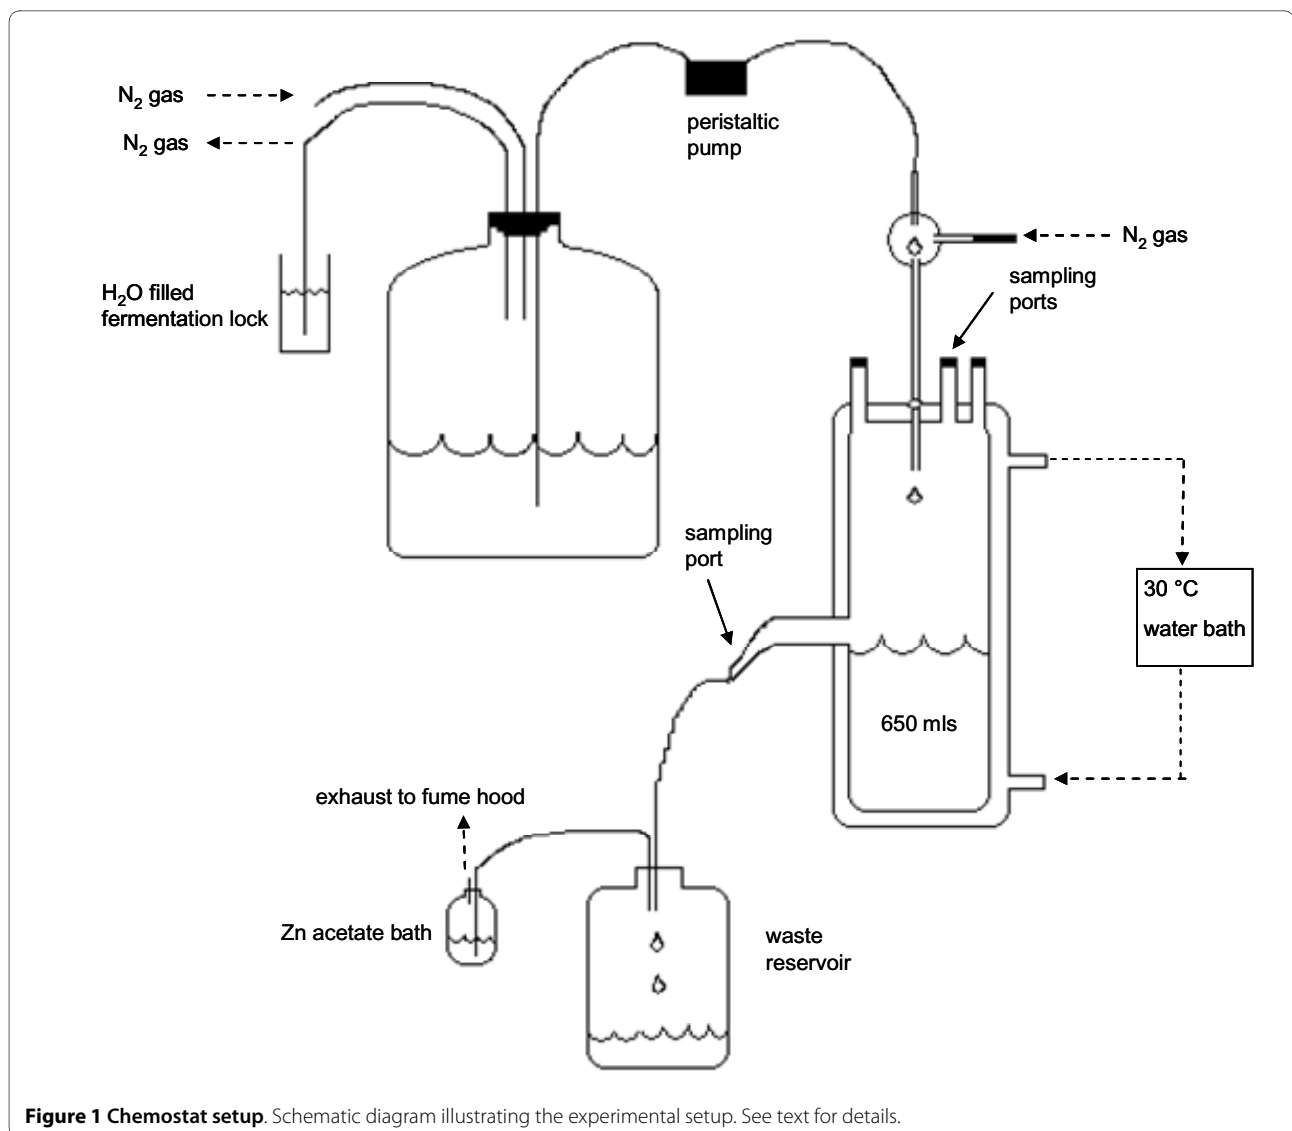 N2 gas
N2 gas
peristaltic
pump
N2 gas
H2O filled
fermentation lock
sampling
ports
sampling
port
30 °C
water bath
650 mls
exhaust to fume hood
Zn acetate bath
waste
reservoir
Figure 1 Chemostat setup. Schematic diagram illustrating the experimental setup. See text for details.